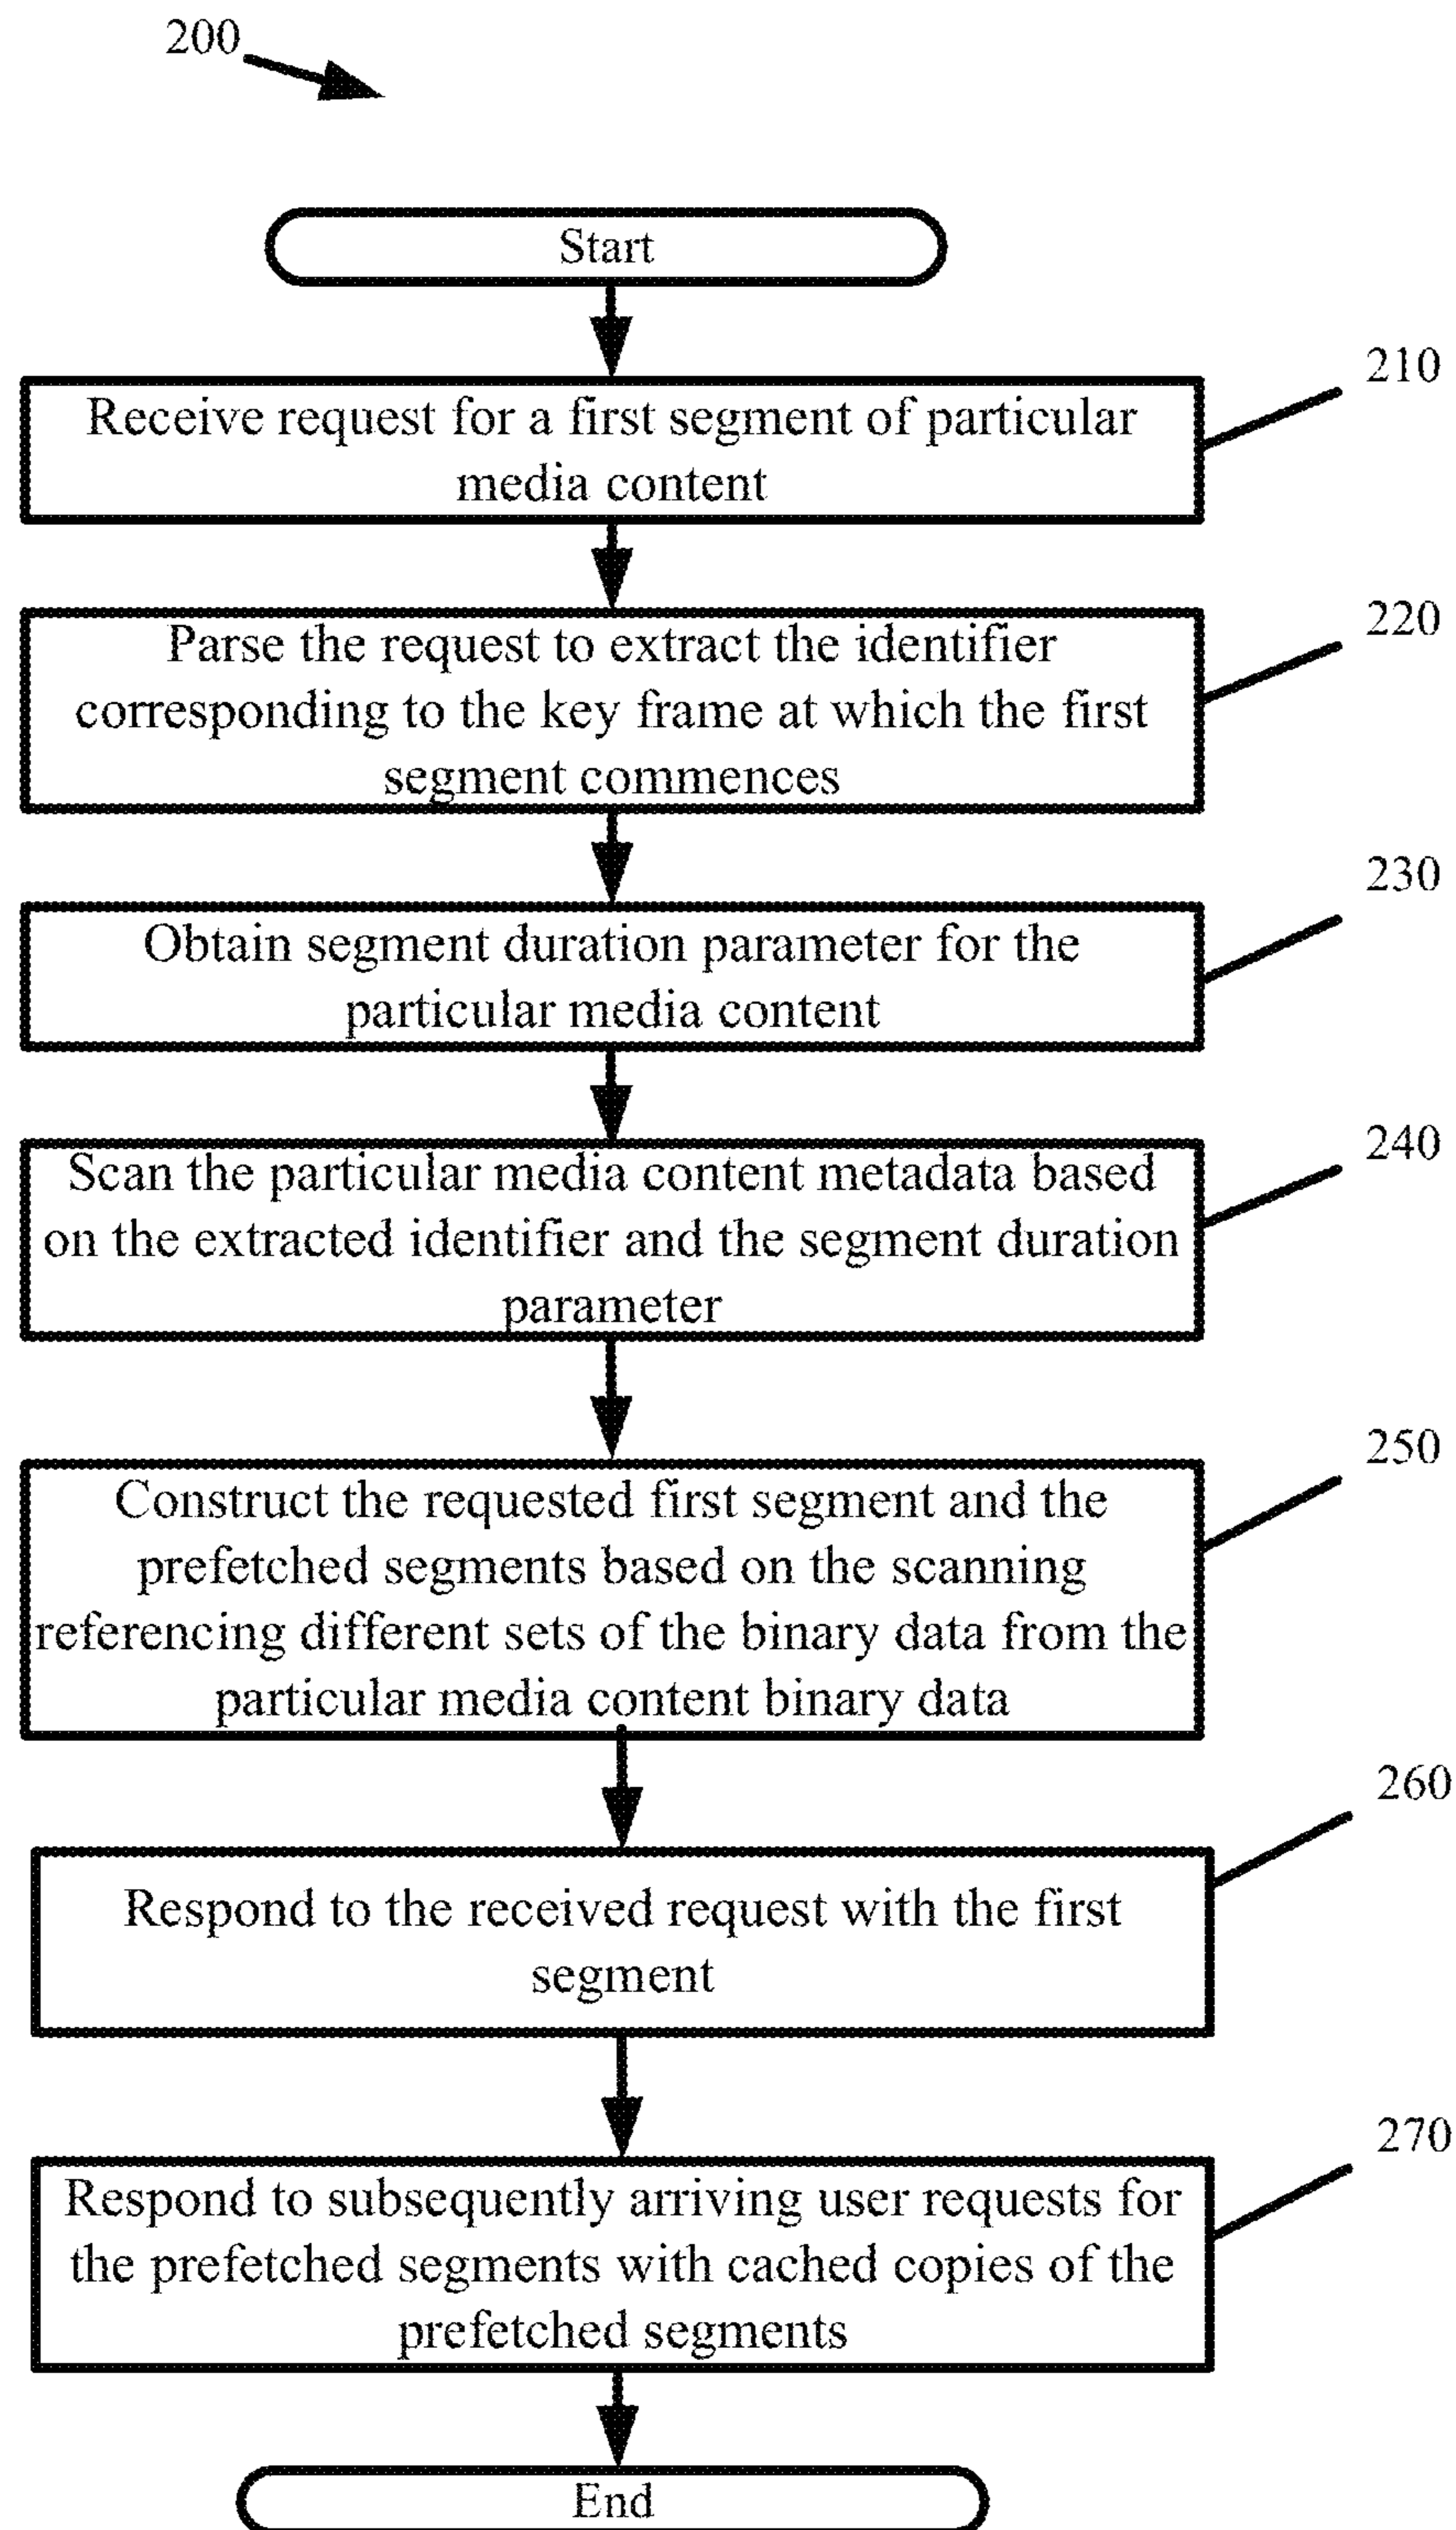 200
Start
210
Receive request for a first segment of particular
media content
220
Parse the request to extract the identifier
corresponding to the key frame at which the first
segment commences
230
Obtain segment duration parameter for the
particular media content
240
Scan the particular media content metadata based
on the extracted identifier and the segment duration
parameter
250
Construct the requested first segment and the
prefetched segments based on the scanning
referencing different sets of the binary data from the
particular media content binary data
260
Respond to the received request with the first
segment
270
Respond to subsequently arriving user requests for
the prefetched segments with cached copies of the
prefetched segments
End